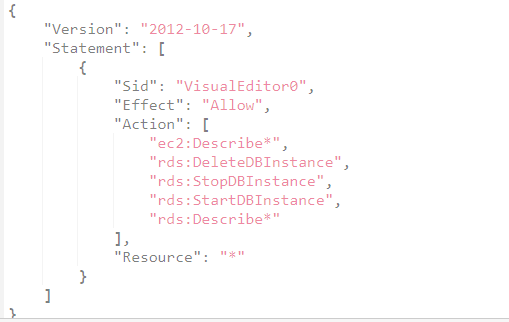 {
    "Version": "2012-10-17",
    "Statement": [
        {
            "Sid": "VisualEditor0",
            "Effect": "Allow",
            "Action": [
                "ec2:Describe*",
                "rds:DeleteDBInstance",
                "rds:StopDBInstance",
                "rds:StartDBInstance",
                "rds:Describe*"
            ],
            "Resource": "*"
        }
    ]
}